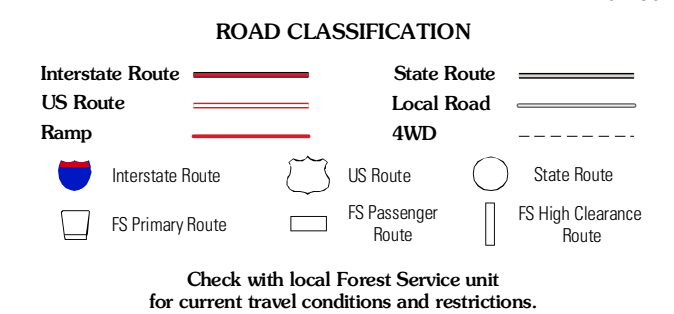 ROAD CLASSIFICATION
Interstate Route
State Route
US Route
Local Road
Ramp
4WD
Interstate Route
US Route
State Route
FS Primary Route
FS Passenger
Route
FS High Clearance
Route
Check with local Forest Service unit
for current travel conditions and restrictions.